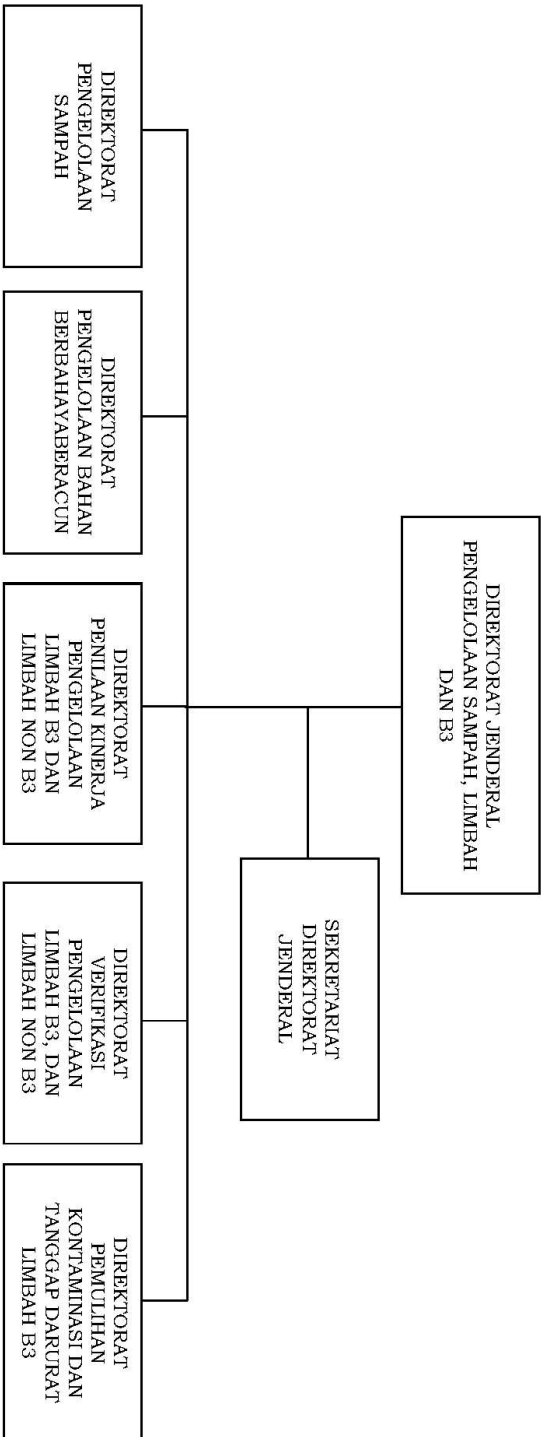 DIREKTORAT JENDERAL
PENGELOLAAN SAMPAH, LIMBAH
DAN B3
SEKRETARIAT
DIREKTORAT
JENDERAL
DIREKTORAT
PENGELOLAAN
SAMPAH
DIREKTORAT
PENGELOLAAN BAHAN
BERBAHAYABERACUN
DIREKTORAT
PENILAAN KINERJA
PENGELOLAAN
LIMBAH B3 DAN
LIMBAH NON B3
DIREKTORAT
VERIFIKASI
PENGELOLAAN
LIMBAH B3, DAN
LIMBAH NON B3
DIREKTORAT
PEMULIHAN
KONTAMINASI DAN
TANGGAP DARURAT
LIMBAH B3